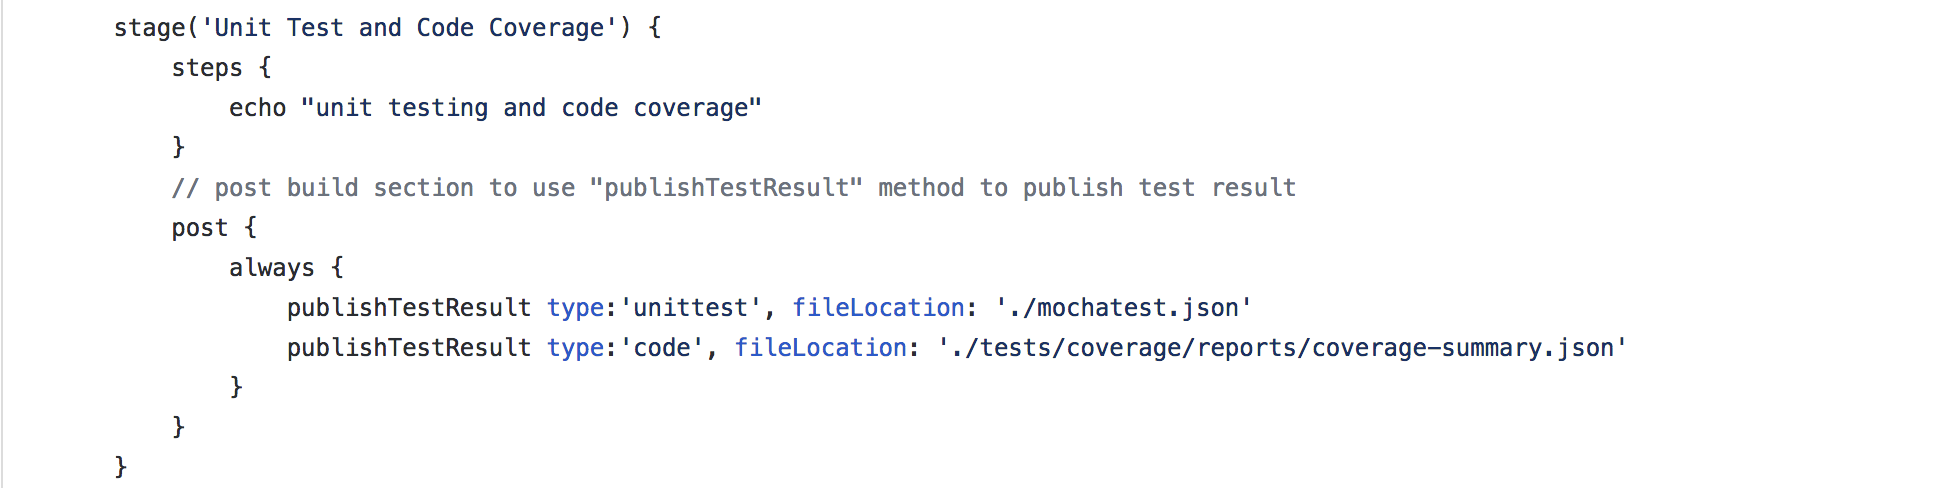 stage('Unit Test and Code Coverage') {
steps {
echo "unit testing and code coverage"
}
// post build section to use "publishTestResult" method to publish test result
post {
always {
publishTestResult type:'unittest', fileLocation: './mochatest.json'
publishTestResult type:'code', fileLocation: './tests/coverage/reports/coverage-summary.json'
}
}
}